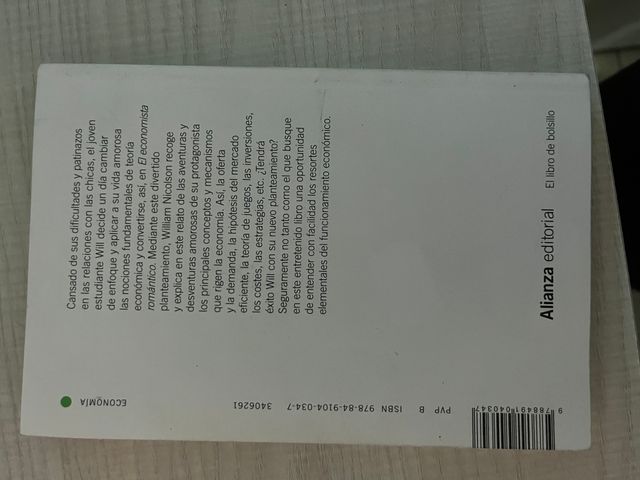 Cansado de sus dificultades y patinazos
en las relaciones con las chicas, el joven
estudiante Will decide un día cambiar
de enfoque y aplicar a su vida amorosa
las nociones fundamentales de teoría
económica y convertirse, así, en El economista
romántico. Mediante este divertido
planteamiento, William Nicolson recoge
y explica en este relato de las aventuras y
desventuras amorosas de su protagonista
los principales conceptos y mecanismos
que rigen la economía. Así, la oferta
y la demanda, la hipótesis del mercado
eficiente, la teoría de juegos, las inversiones,
los costes, las estrategias, etc. ¿Tendrá
éxito Will con su nuevo planteamiento?
Seguramente no tanto como el que busque
en este entretenido libro una oportunidad
de entender con facilidad los resortes
elementales del funcionamiento económico.
Alianza editorial El libro de bolsillo
ECONOMÍA
3406261 ISBN 978-84-9104-034-7 PVP B
9 788491 040347